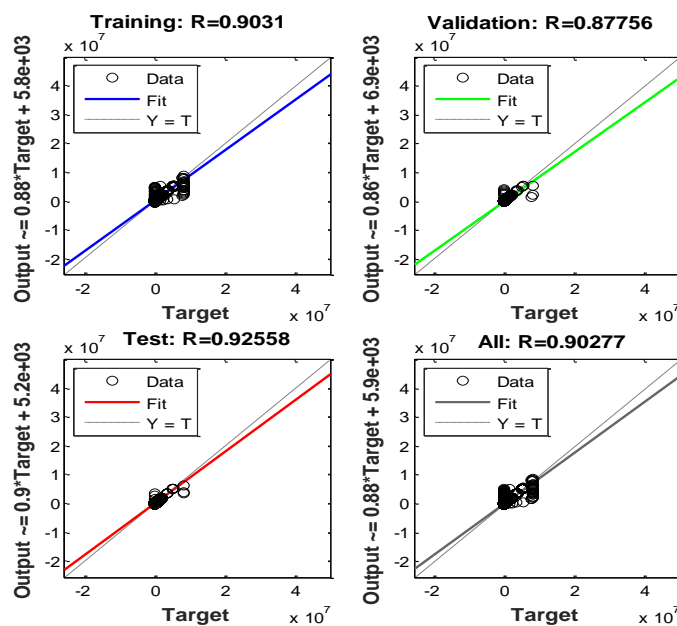 Training: R=0.9031
x 10^7
Output ~= 0.88*Target + 5.8e+03
Data
Fit
Y = T
4
3
2
1
0
-1
-2
-2 0 2 4
Target
x 10^7
Validation: R=0.87756
x 10^7
Output ~= 0.86*Target + 6.9e+03
Data
Fit
Y = T
4
3
2
1
0
-1
-2
-2 0 2 4
Target
x 10^7
Test: R=0.92558
x 10^7
Output ~= 0.9*Target + 5.2e+03
Data
Fit
Y = T
4
3
2
1
0
-1
-2
-2 0 2 4
Target
x 10^7
All: R=0.90277
x 10^7
Output ~= 0.88*Target + 5.9e+03
Data
Fit
Y = T
4
3
2
1
0
-1
-2
-2 0 2 4
Target
x 10^7